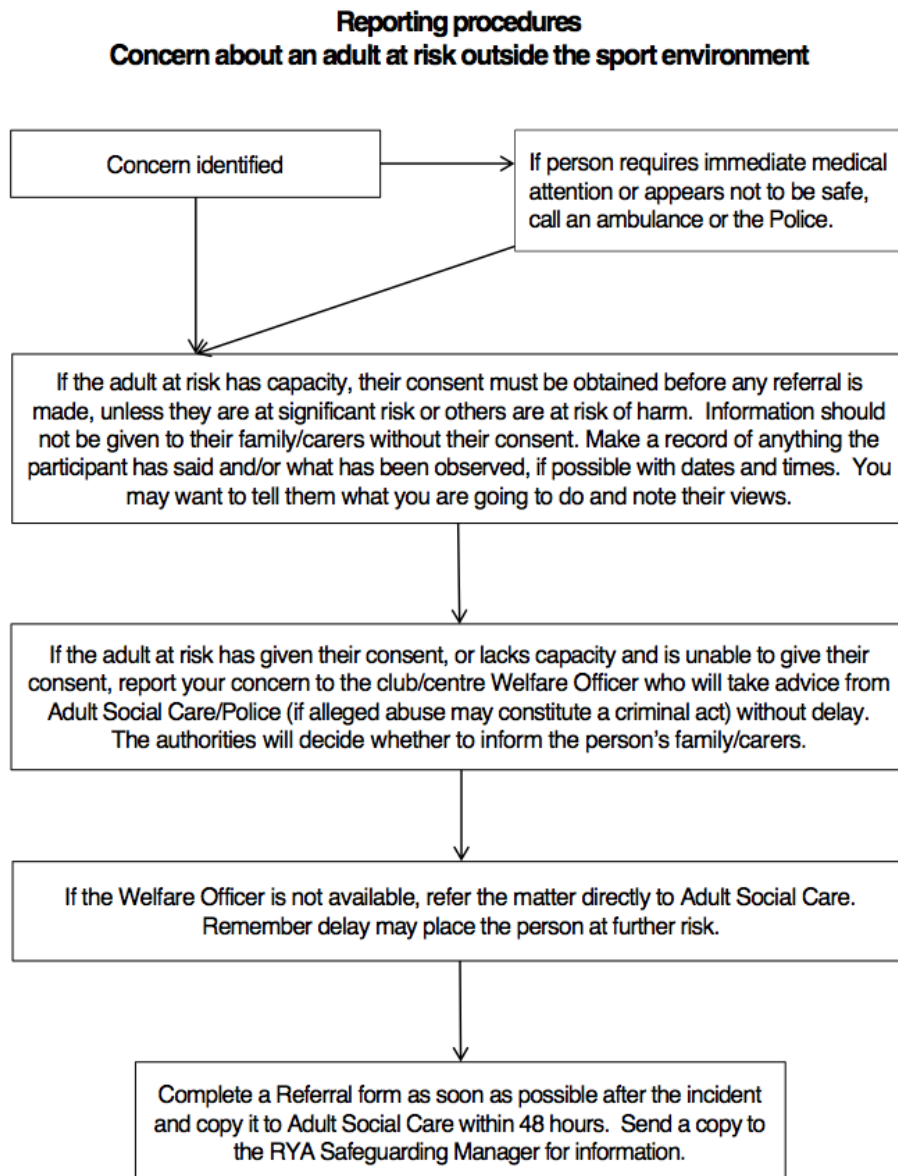 Reporting procedures
Concern about an adult at risk outside the sport environment
Concern identified
If person requires immediate medical
attention or appears not to be safe,
call an ambulance or the Police.
If the adult at risk has capacity, their consent must be obtained before any referral is
made, unless they are at significant risk or others are at risk of harm.  Information should
not be given to their family/carers without their consent. Make a record of anything the
participant has said and/or what has been observed, if possible with dates and times.  You
may want to tell them what you are going to do and note their views.
If the adult at risk has given their consent, or lacks capacity and is unable to give their
consent, report your concern to the club/centre Welfare Officer who will take advice from
Adult Social Care/Police (if alleged abuse may constitute a criminal act) without delay.
The authorities will decide whether to inform the person's family/carers.
If the Welfare Officer is not available, refer the matter directly to Adult Social Care.
Remember delay may place the person at further risk.
Complete a Referral form as soon as possible after the incident
and copy it to Adult Social Care within 48 hours.  Send a copy to
the RYA Safeguarding Manager for information.